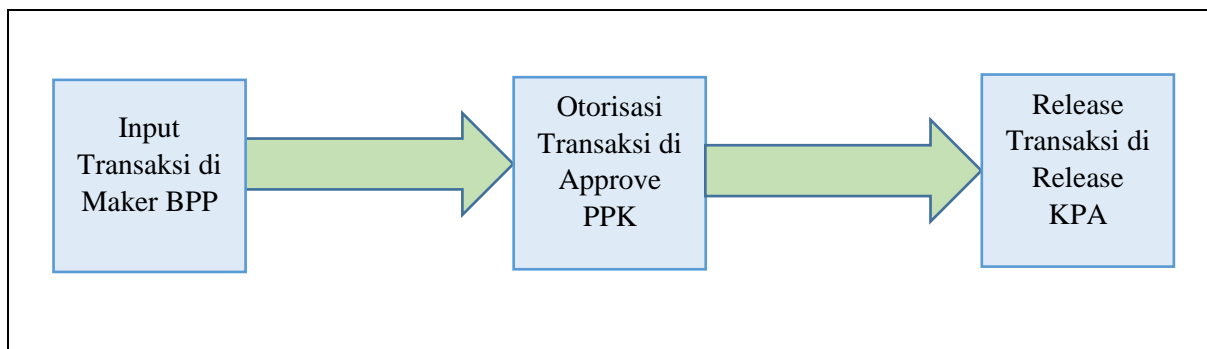 Input
Transaksi di
Maker BPP
Otorisasi
Transaksi di
Approve
PPK
Release
Transaksi di
Release
KPA